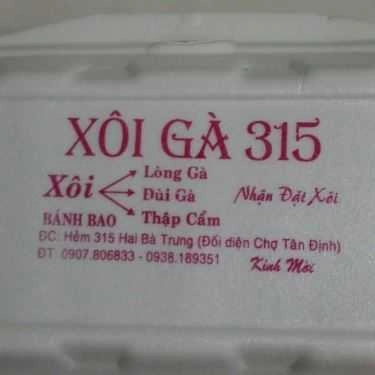 XÔI GÀ 315
Lòng Gà
Xôi Đùi Gà Nhận Đặt Xôi
BÁNH BAO Thập Cẩm
ĐC: Hẻm 315 Hai Bà Trưng (Đối diện Chợ Tân Định)
ĐT: 0907.806833 - 0938.189351
Kính Mời